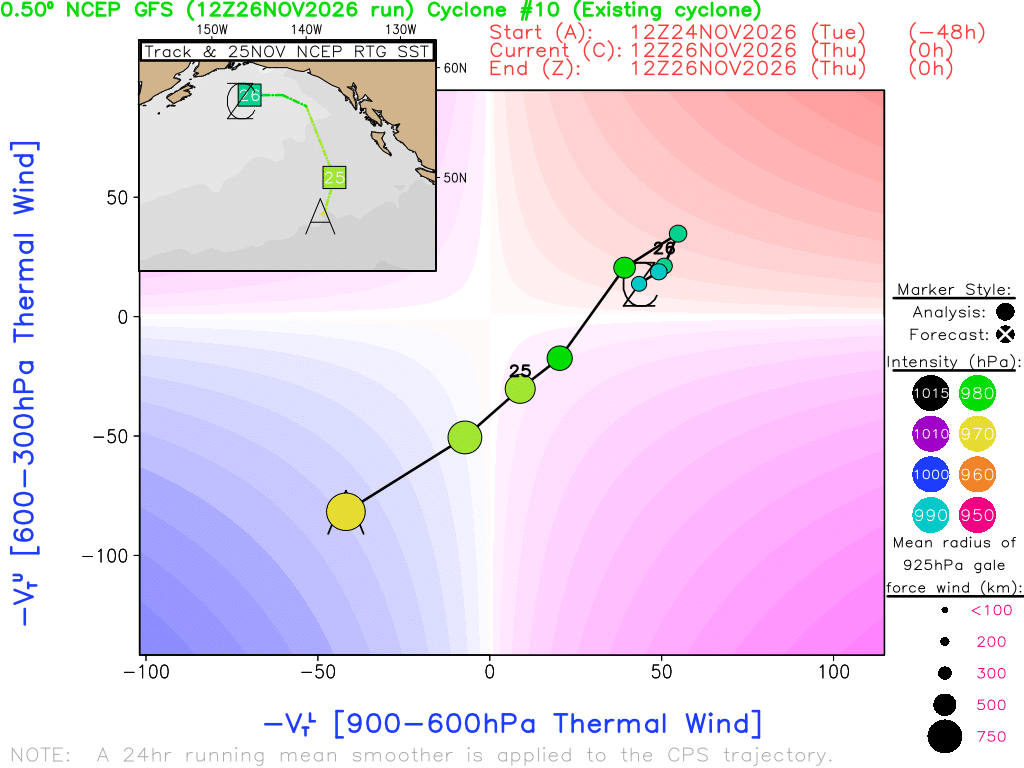 0.50° NCEP GFS (12Z26NOV2026 run) Cyclone #10 (Existing cyclone)
Start (A): 12Z24NOV2026 (Tue) (−48h)
Current (C): 12Z26NOV2026 (Thu) (0h)
End (Z): 12Z26NOV2026 (Thu) (0h)
150W 140W 130W
Track & 25NOV NCEP RTG SST
60N
50N
26
C
Z
25
A
−VTU [600−300hPa Thermal Wind]
50
0
−50
−100
26
C
Z
25
A
−100 −50 0 50 100
−VTL [900−600hPa Thermal Wind]
Marker Style:
Analysis:
Forecast:
Intensity (hPa):
1015 980
1010 970
1000 960
990 950
Mean radius of
925hPa gale
force wind (km):
<100
200
300
500
750
NOTE: A 24hr running mean smoother is applied to the CPS trajectory.